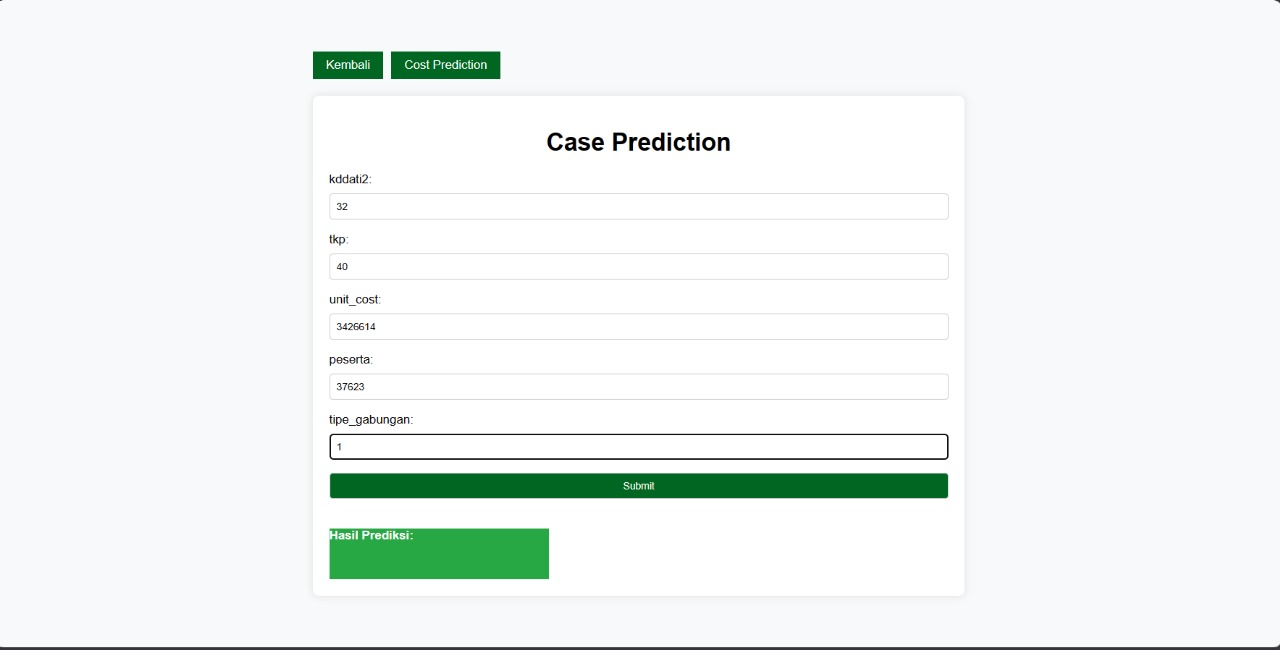 Kembali Cost Prediction
Case Prediction
kddati2:
32
tkp:
40
unit_cost:
3426614
peserta:
37623
tipe_gabungan:
1
Submit
Hasil Prediksi: